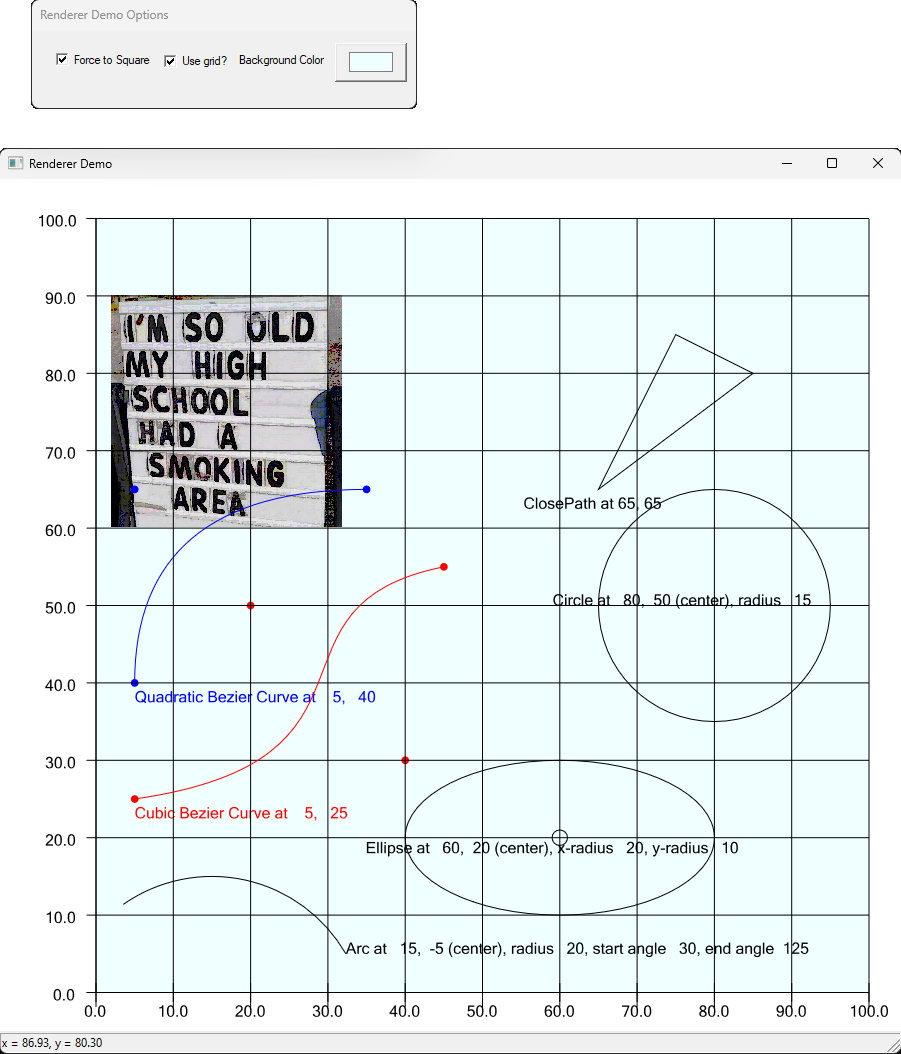 Renderer Demo Options
Force to Square Use grid? Background Color
Renderer Demo
100.0
90.0
I'M SO OLD
MY HIGH
80.0
SCHOOL
HAD A
70.0
SMOKING
AREA
ClosePath at 65, 65
60.0
Circle at 80, 50 (center), radius 15
50.0
40.0
Quadratic Bezier Curve at 5, 40
30.0
Cubic Bezier Curve at 5, 25
20.0
Ellipse at 60, 20 (center), x-radius 20, y-radius 10
10.0
Arc at 15, -5 (center), radius 20, start angle 30, end angle 125
0.0
0.0 10.0 20.0 30.0 40.0 50.0 60.0 70.0 80.0 90.0 100.0
x = 86.93, y = 80.30